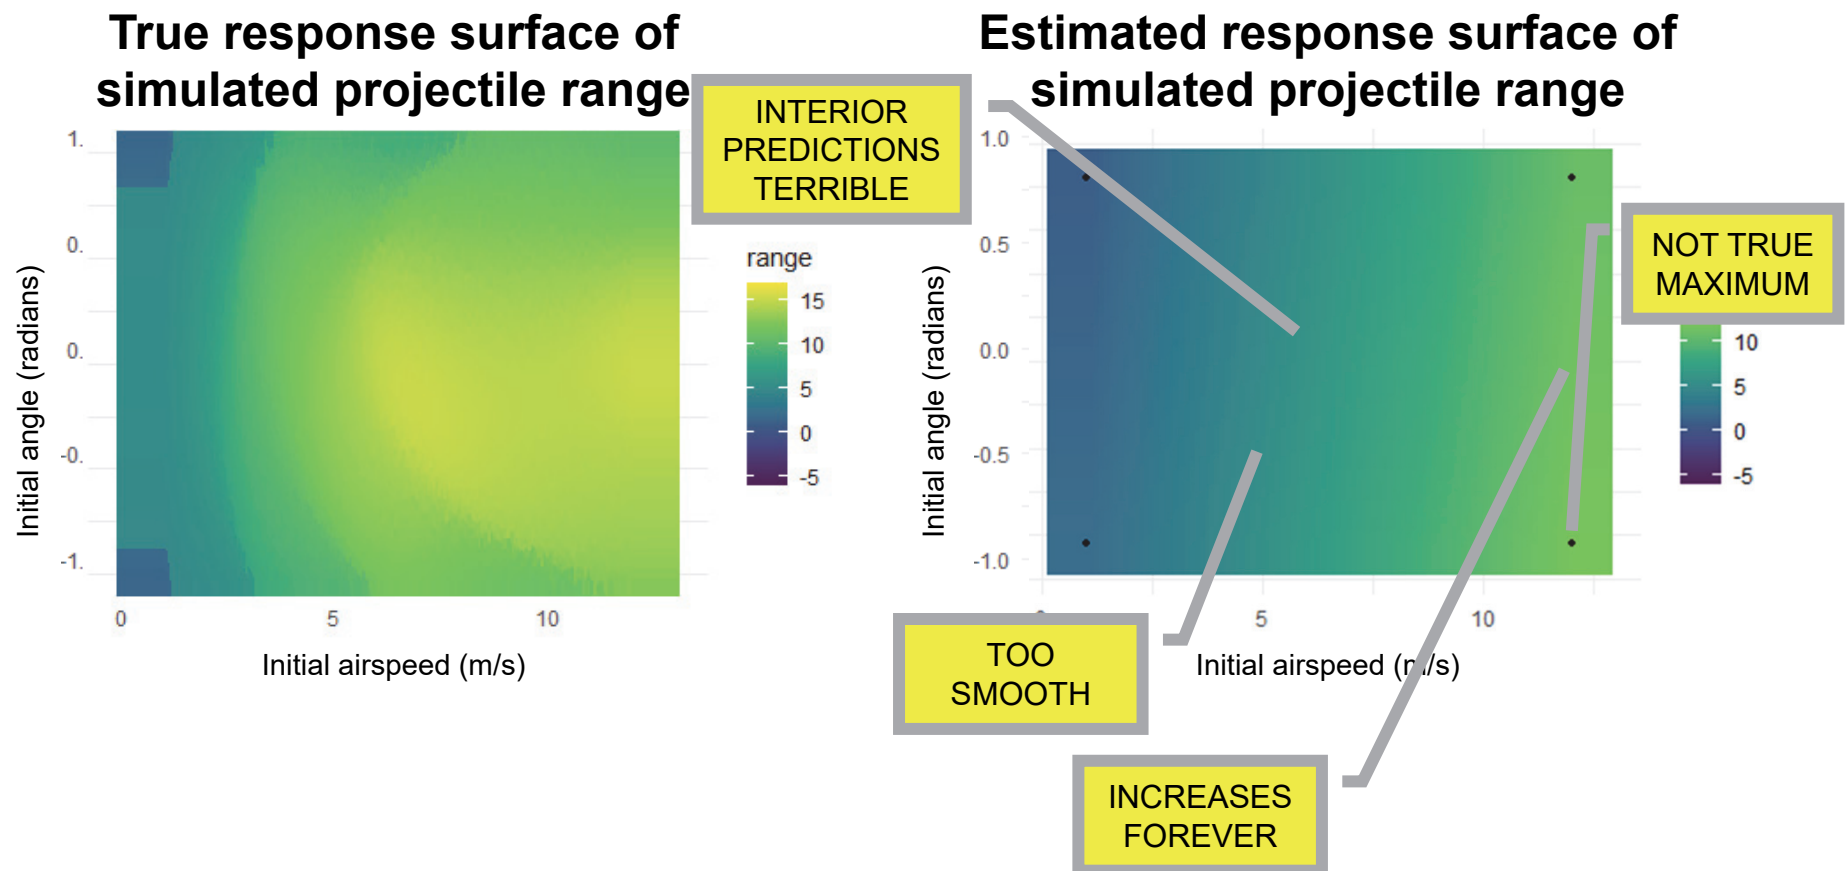 True response surface of
simulated projectile range
Estimated response surface of
simulated projectile range
INTERIOR
PREDICTIONS
TERRIBLE
NOT TRUE
MAXIMUM
TOO
SMOOTH
INCREASES
FOREVER
Initial angle (radians)
1.
0.
0.
-0.
-1.
0
5
10
Initial airspeed (m/s)
range
15
10
5
0
-5
Initial angle (radians)
1.0
0.5
0.0
-0.5
-1.0
5
10
Initial airspeed (m/s)
10
5
0
-5